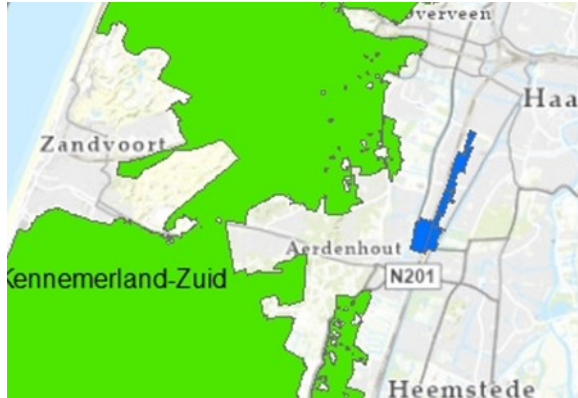 Overveen
Haa
Zandvoort
Aerdenhout
N201
Kennemerland-Zuid
Heemstede